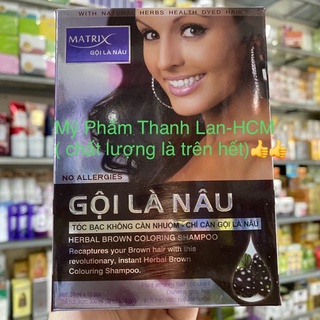 WITH NATURAL HERBS HEALTH DYED HAIR
MATRIX
GỘI LÀ NÂU
Mỹ Phẩm Thanh Lan-HCM
( chất lượng là trên hết)👍👍
NO ALLERGIES
GỘI LÀ NÂU
TÓC BẠC KHÔNG CẦN NHUỘM - CHỈ CẦN GỘI LÀ NÂU
HERBAL BROWN COLORING SHAMPOO
Recaptures your Brown hair with this
revolutionary, instant Herbal Brown
Colouring Shampoo.